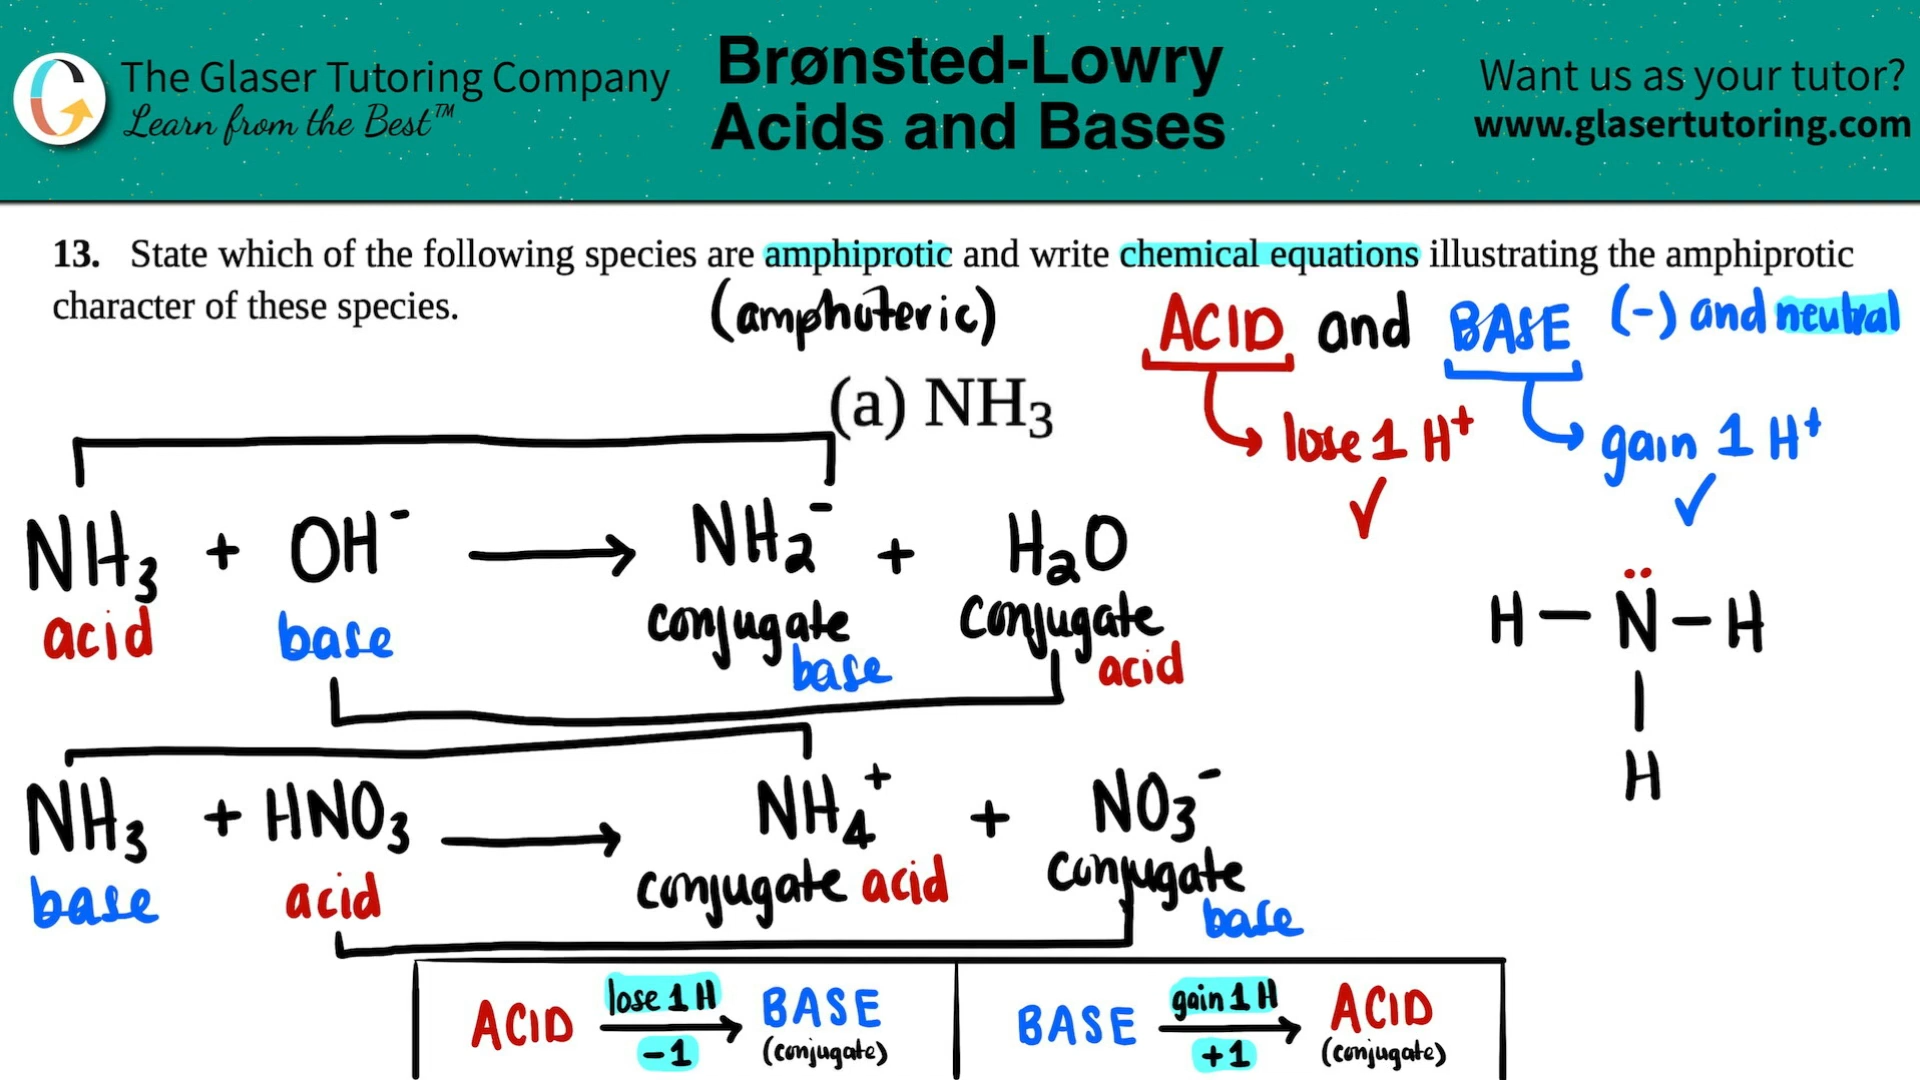 The Glaser Tutoring Company
Learn from the Best™
Brønsted-Lowry
Acids and Bases
Want us as your tutor?
www.glasertutoring.com
13. State which of the following species are amphiprotic and write chemical equations illustrating the amphiprotic
character of these species.
(amphoteric)
ACID and BASE (-) and neutral
(a) NH₃
lose 1 H⁺ gain 1 H⁺
✓ ✓
NH₃ + OH⁻ → NH₂⁻ + H₂O
acid base conjugate base conjugate acid
H — N̈ — H
|
H
NH₃ + HNO₃ → NH₄⁺ + NO₃⁻
base acid conjugate acid conjugate base
ACID lose 1 H → -1 BASE (conjugate)
BASE gain 1 H → +1 ACID (conjugate)